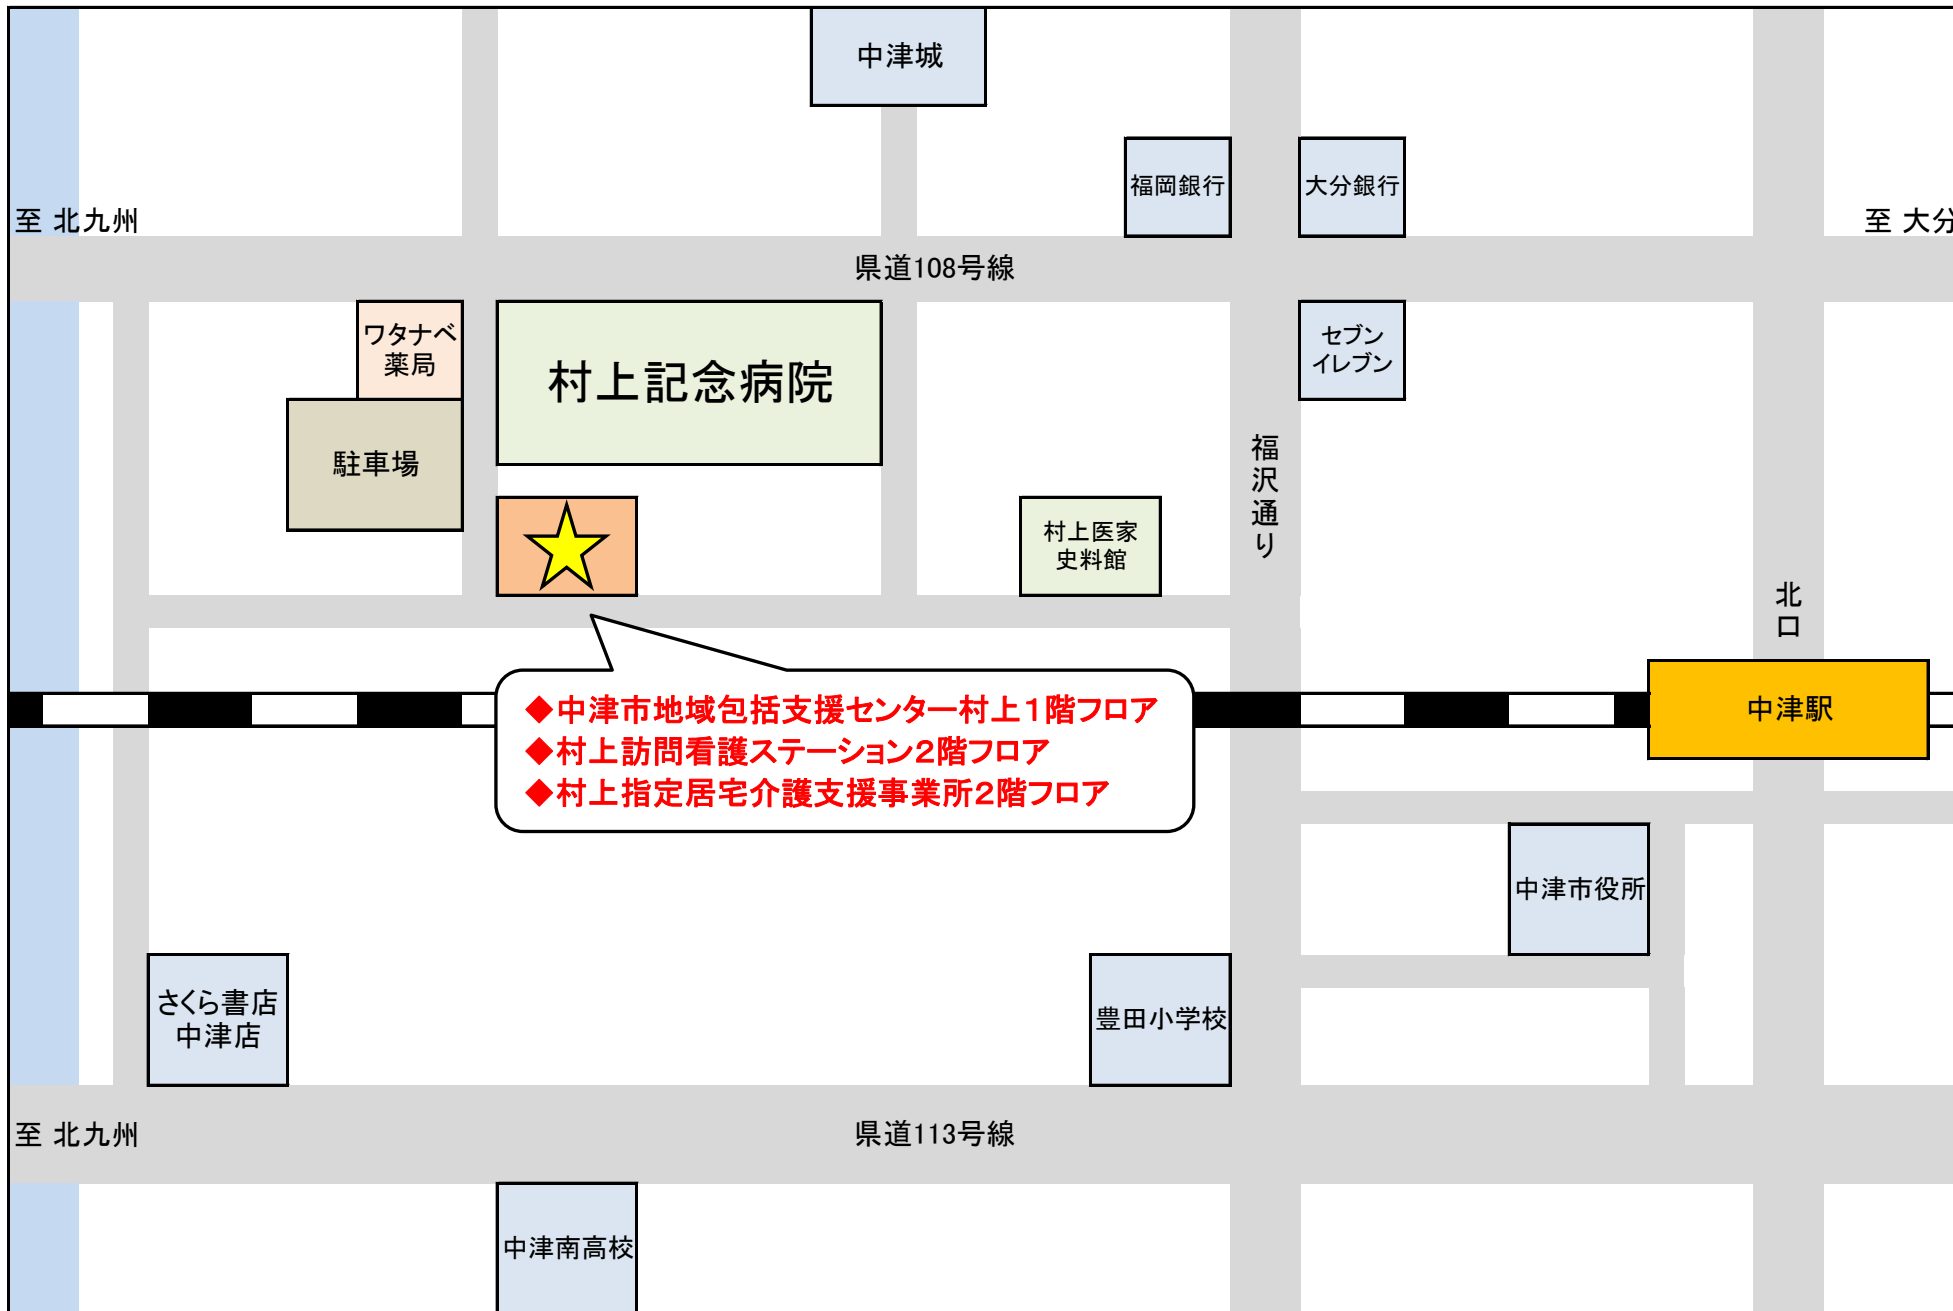 中津城
福岡銀行
大分銀行
至 北九州
至 大分
県道108号線
ワタナベ
薬局
村上記念病院
セブン
イレブン
駐車場
福沢通り
村上医家
史料館
北口
◆中津市地域包括支援センター村上1階フロア
◆村上訪問看護ステーション2階フロア
◆村上指定居宅介護支援事業所2階フロア
中津駅
中津市役所
さくら書店
中津店
豊田小学校
至 北九州
県道113号線
中津南高校